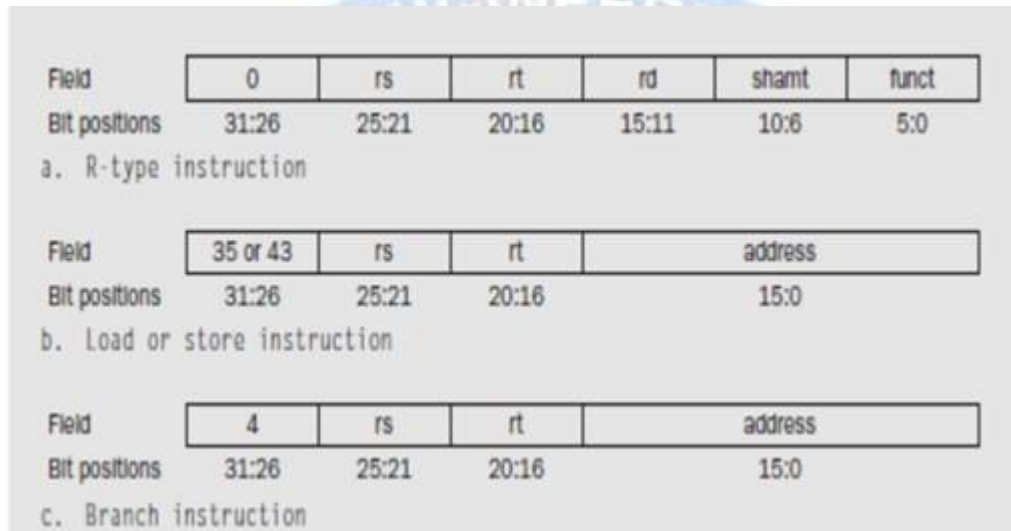 Field 0 rs rt rd shamt funct
Bit positions 31:26 25:21 20:16 15:11 10:6 5:0
a. R-type instruction
Field 35 or 43 rs rt address
Bit positions 31:26 25:21 20:16 15:0
b. Load or store instruction
Field 4 rs rt address
Bit positions 31:26 25:21 20:16 15:0
c. Branch instruction